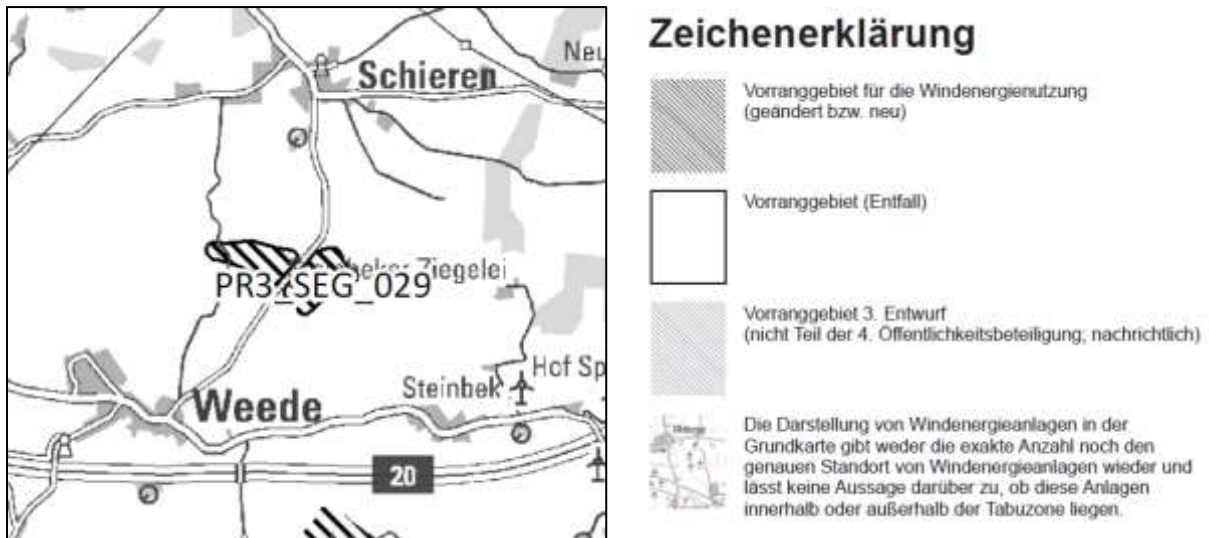 Neu
Schieren
beker Ziegelei
PR3_SEG_029
Hof Sp
Steinbek
Weede
20
Zeichenerklärung
Vorranggebiet für die Windenergienutzung
(geändert bzw. neu)
Vorranggebiet (Entfall)
Vorranggebiet 3. Entwurf
(nicht Teil der 4. Öffentlichkeitsbeteiligung; nachrichtlich)
Die Darstellung von Windenergieanlagen in der
Grundkarte gibt weder die exakte Anzahl noch den
genauen Standort von Windenergieanlagen wieder und
lässt keine Aussage darüber zu, ob diese Anlagen
innerhalb oder außerhalb der Tabuzone liegen.